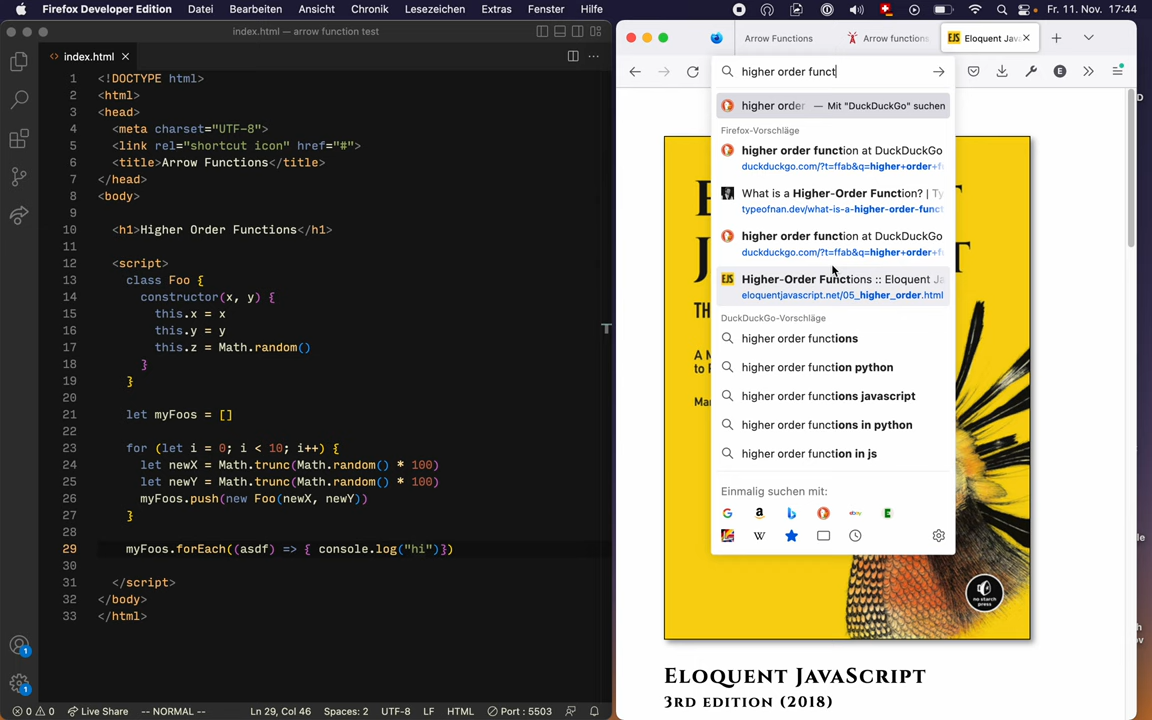 Firefox Developer Edition Datei Bearbeiten Ansicht Chronik Lesezeichen Extras Fenster Hilfe Fr. 11. Nov. 17:44
index.html — arrow function test
index.html
1 <!DOCTYPE html>
2 <html>
3 <head>
4 <meta charset="UTF-8">
5 <link rel="shortcut icon" href="#">
6 <title>Arrow Functions</title>
7 </head>
8 <body>
9
10 <h1>Higher Order Functions</h1>
11
12 <script>
13 class Foo {
14 constructor(x, y) {
15 this.x = x
16 this.y = y
17 this.z = Math.random()
18 }
19 }
20
21 let myFoos = []
22
23 for (let i = 0; i < 10; i++) {
24 let newX = Math.trunc(Math.random() * 100)
25 let newY = Math.trunc(Math.random() * 100)
26 myFoos.push(new Foo(newX, newY))
27 }
28
29 myFoos.forEach((asdf) => { console.log("hi")})
30
31 </script>
32 </body>
33 </html>
0 0 Live Share -- NORMAL -- Ln 29, Col 46 Spaces: 2 UTF-8 LF HTML Port : 5503
Arrow Functions Arrow functions EJS Eloquent Java
higher order funct
higher order — Mit "DuckDuckGo" suchen
Firefox-Vorschläge
higher order function at DuckDuckGo
duckduckgo.com/?t=ffab&q=higher+order+f
What is a Higher-Order Function? | Ty
typeofnan.dev/what-is-a-higher-order-funct
higher order function at DuckDuckGo
duckduckgo.com/?t=ffab&q=higher+order+f
EJS Higher-Order Functions :: Eloquent Ja
eloquentjavascript.net/05_higher_order.html
DuckDuckGo-Vorschläge
higher order functions
higher order function python
higher order functions javascript
higher order functions in python
higher order function in js
Einmalig suchen mit:
no starch
press
Eloquent JavaScript
3rd edition (2018)